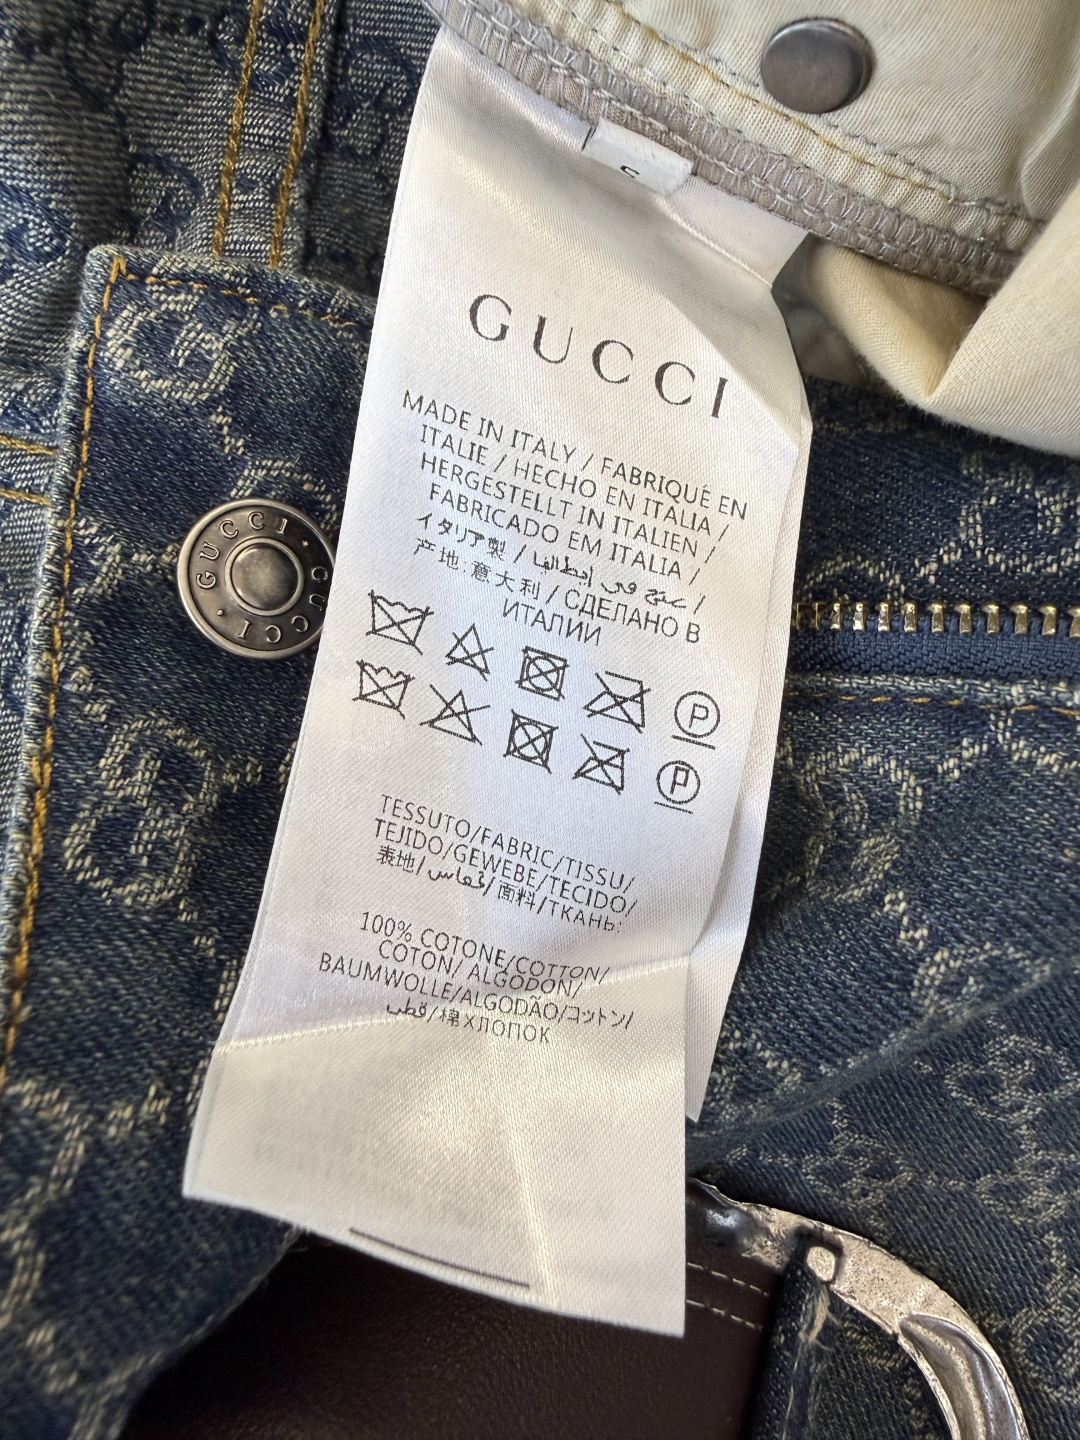 S
GUCCI
MADE IN ITALY / FABRIQUÉ EN
ITALIE / HECHO EN ITALIA /
HERGESTELLT IN ITALIEN /
FABRICADO EM ITALIA /
イタリア製 / صنع في إيطاليا /
产地: 意大利 / СДЕЛАНО В
ИТАЛИИ
P
P
TESSUTO/FABRIC/TISSU/
TEJIDO/GEWEBE/TECIDO/
表地/قماش/面料/ТКАНЬ:
100% COTONE/COTTON/
COTON/ ALGODON/
BAUMWOLLE/ALGODÃO/コットン/
قطن/棉 ХЛОПОК
GUCCI · GUCCI ·